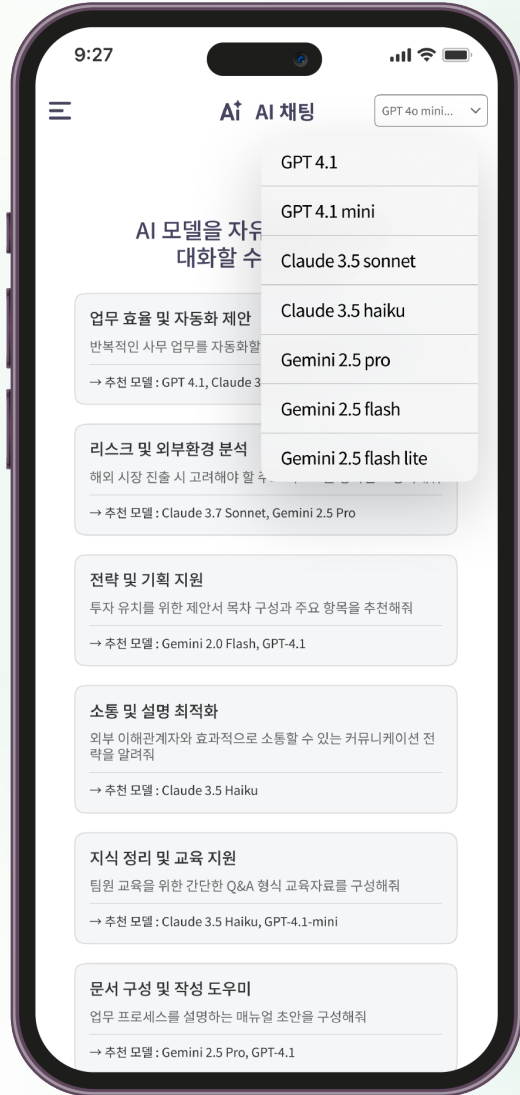 9:27
Ai AI 채팅
GPT 4o mini...
GPT 4.1
GPT 4.1 mini
Claude 3.5 sonnet
Claude 3.5 haiku
Gemini 2.5 pro
Gemini 2.5 flash
Gemini 2.5 flash lite
AI 모델을
대화할 수
업무 효율 및 자동화 제안
반복적인 사무 업무를
→ 추천 모델 : GPT 4.1, Claude
리스크 및 외부환경 분석
해외 시장 진출 시 고려해야 할
→ 추천 모델 : Claude 3.7 Sonnet, Gemini 2.5 Pro
전략 및 기획 지원
투자 유치를 위한 제안서 목차 구성과 주요 항목을 추천해줘
→ 추천 모델 : Gemini 2.0 Flash, GPT-4.1
소통 및 설명 최적화
외부 이해관계자와 효과적으로 소통할 수 있는 커뮤니케이션 전
략을 알려줘
→ 추천 모델 : Claude 3.5 Haiku
지식 정리 및 교육 지원
팀원 교육을 위한 간단한 Q&A 형식 교육자료를 구성해줘
→ 추천 모델 : Claude 3.5 Haiku, GPT-4.1-mini
문서 구성 및 작성 도우미
업무 프로세스를 설명하는 매뉴얼 초안을 구성해줘
→ 추천 모델 : Gemini 2.5 Pro, GPT-4.1